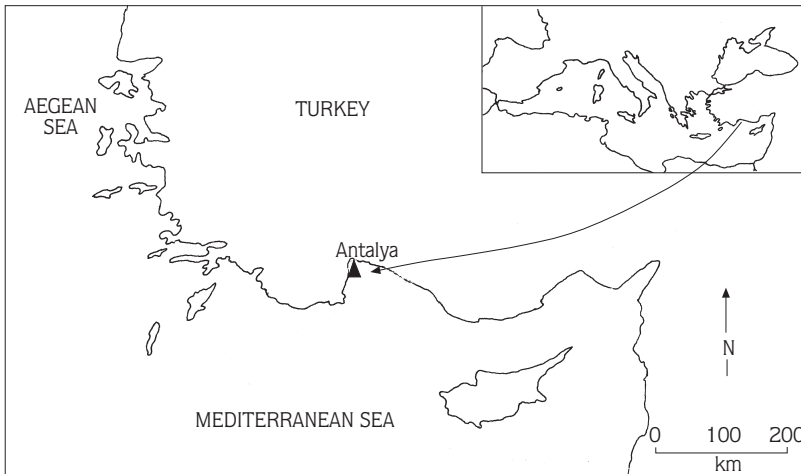 AEGEAN
SEA
TURKEY
Antalya
N
MEDITERRANEAN SEA
0 100 200
km